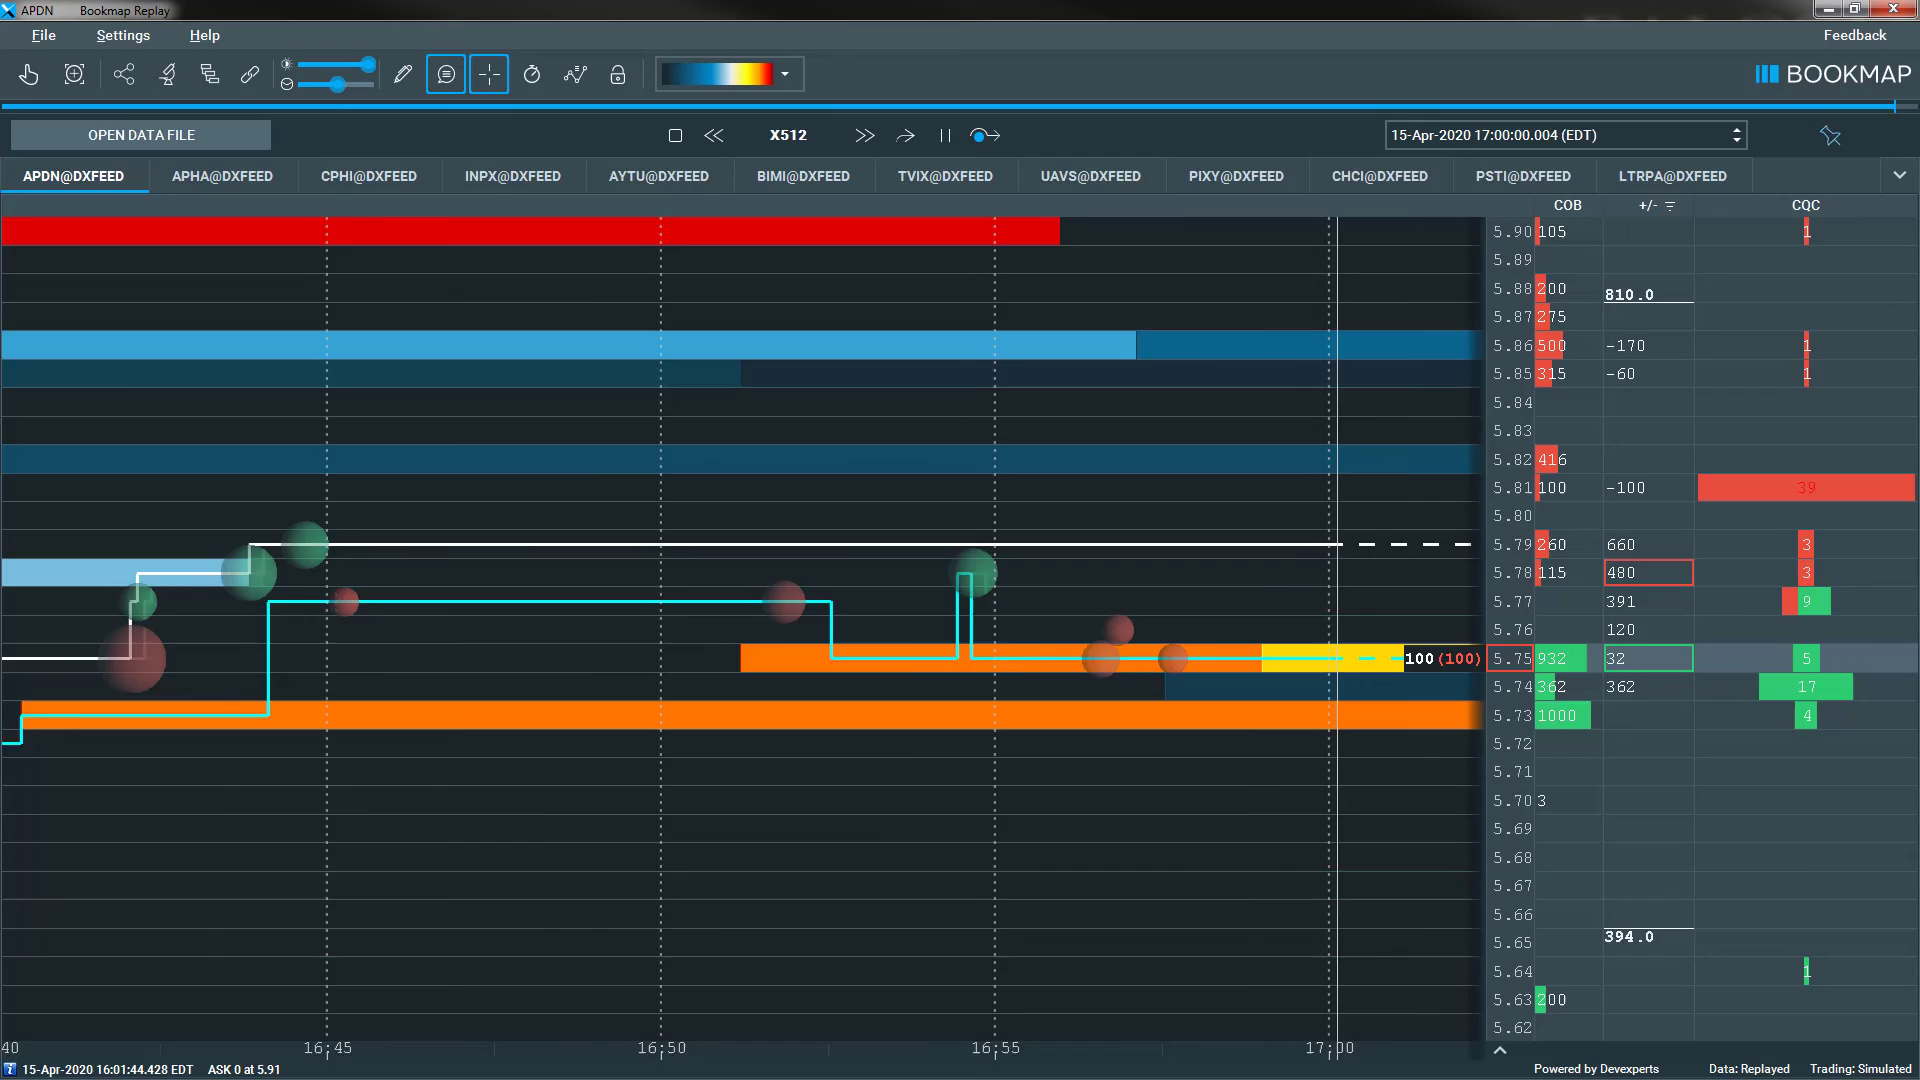 APDN Bookmap Replay
File Settings Help Feedback
BOOKMAP
OPEN DATA FILE X512 15-Apr-2020 17:00:00.004 (EDT)
APDN@DXFEED APHA@DXFEED CPHI@DXFEED INPX@DXFEED AYTU@DXFEED BIMI@DXFEED TVIX@DXFEED UAVS@DXFEED PIXY@DXFEED CHCI@DXFEED PSTI@DXFEED LTRPA@DXFEED
COB +/- CQC
5.90 105 1
5.89
5.88 200 810.0
5.87 275
5.86 500 -170 1
5.85 315 -60 1
5.84
5.83
5.82 416
5.81 100 -100 39
5.80
5.79 260 660 3
5.78 115 480 3
5.77 391 9
5.76 120
100 (100) 5.75 932 32 5
5.74 362 362 17
5.73 1000 4
5.72
5.71
5.70 3
5.69
5.68
5.67
5.66
5.65 394.0
5.64 1
5.63 200
5.62
40 16:45 16:50 16:55 17:00
15-Apr-2020 16:01:44.428 EDT ASK 0 at 5.91 Powered by Devexperts Data: Replayed Trading: Simulated